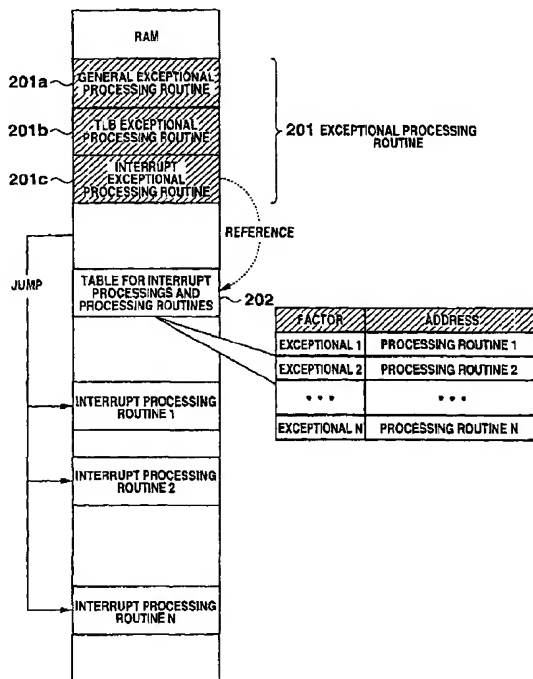 RAM
201a
GENERAL EXCEPTIONAL
PROCESSING ROUTINE
201b
TLB EXCEPTIONAL
PROCESSING ROUTINE
201c
INTERRUPT
EXCEPTIONAL
PROCESSING ROUTINE
201 EXCEPTIONAL PROCESSING
ROUTINE
REFERENCE
JUMP
TABLE FOR INTERRUPT
PROCESSINGS AND
PROCESSING ROUTINES
202
FACTOR ADDRESS
EXCEPTIONAL 1 PROCESSING ROUTINE 1
EXCEPTIONAL 2 PROCESSING ROUTINE 2
• • • • • •
EXCEPTIONAL N PROCESSING ROUTINE N
INTERRUPT PROCESSING
ROUTINE 1
INTERRUPT PROCESSING
ROUTINE 2
INTERRUPT PROCESSING
ROUTINE N